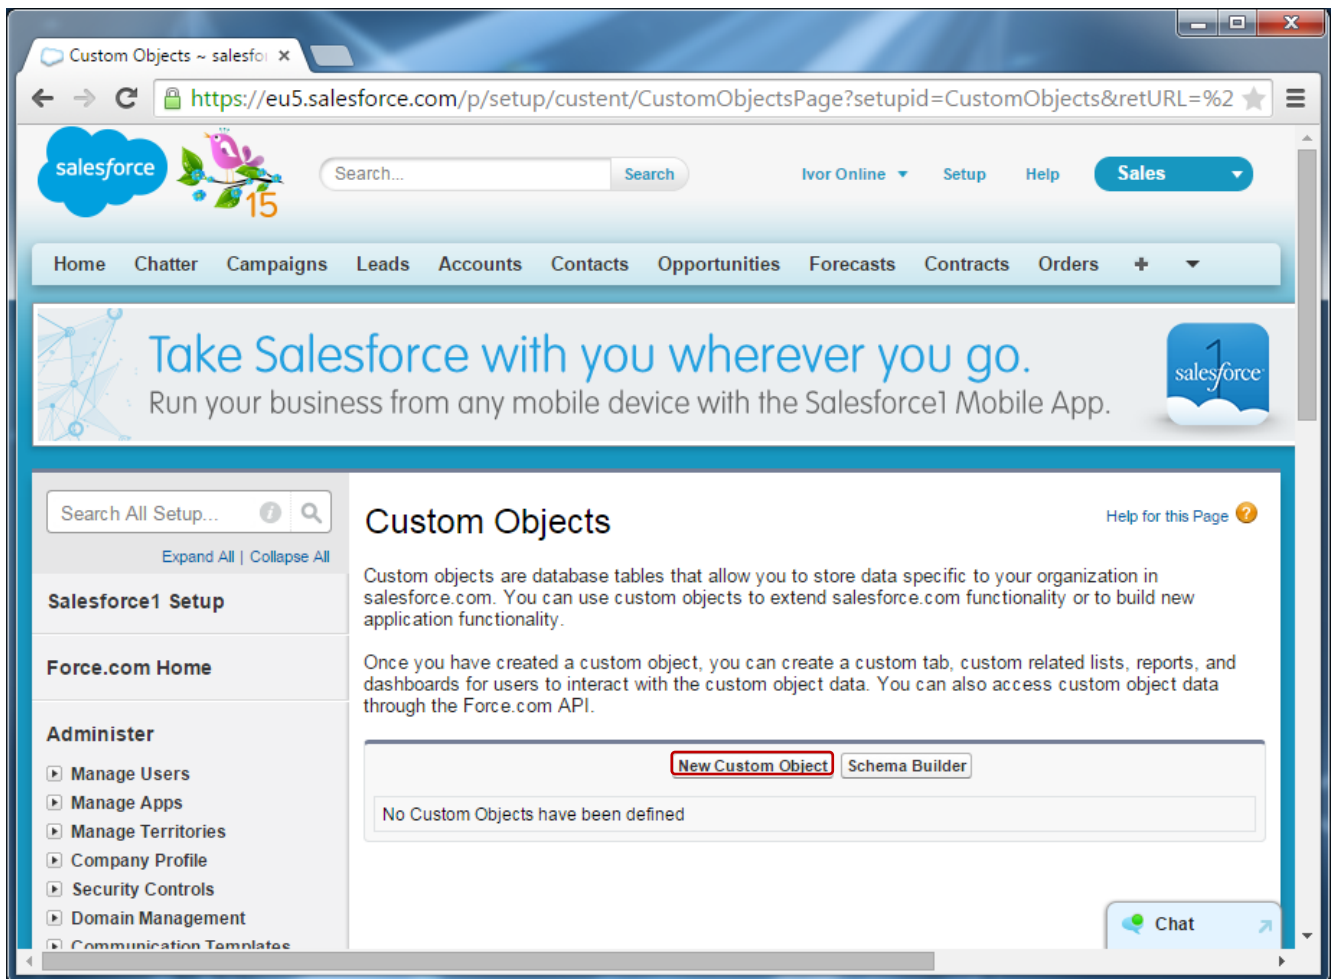 Custom Objects ~ salesfo
https://eu5.salesforce.com/p/setup/custent/CustomObjectsPage?setupid=CustomObjects&retURL=%2
salesforce
15
Search...
Search
Ivor Online
Setup
Help
Sales
Home Chatter Campaigns Leads Accounts Contacts Opportunities Forecasts Contracts Orders +
Take Salesforce with you wherever you go.
Run your business from any mobile device with the Salesforce1 Mobile App.
1
salesforce
Search All Setup...
Expand All | Collapse All
Salesforce1 Setup
Force.com Home
Administer
Manage Users
Manage Apps
Manage Territories
Company Profile
Security Controls
Domain Management
Communication Templates
Custom Objects
Help for this Page ?
Custom objects are database tables that allow you to store data specific to your organization in
salesforce.com. You can use custom objects to extend salesforce.com functionality or to build new
application functionality.
Once you have created a custom object, you can create a custom tab, custom related lists, reports, and
dashboards for users to interact with the custom object data. You can also access custom object data
through the Force.com API.
New Custom Object Schema Builder
No Custom Objects have been defined
Chat